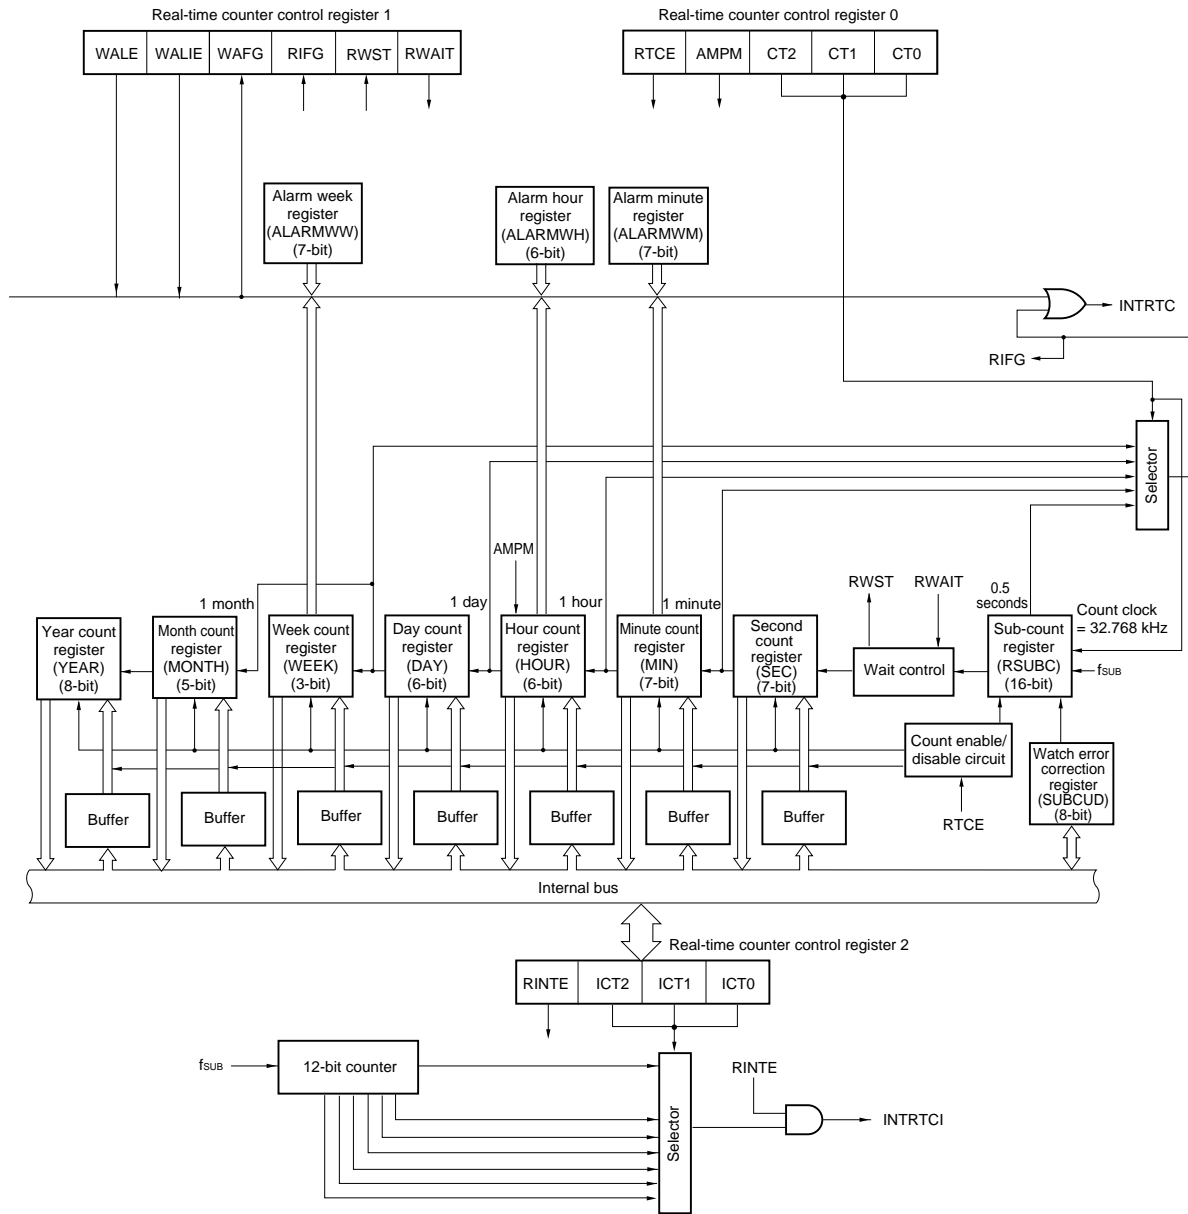 Real-time counter control register 1
Real-time counter control register 0
WALE WALIE WAFG RIFG RWST RWAIT
RTCE AMPM CT2 CT1 CT0
Alarm week
register
(ALARMWW)
(7-bit)
Alarm hour
register
(ALARMWH)
(6-bit)
Alarm minute
register
(ALARMWM)
(7-bit)
INTRTC
RIFG
Selector
AMPM
RWST
RWAIT
1 month
1 day
1 hour
1 minute
0.5
seconds
Count clock
= 32.768 kHz
fSUB
Year count
register
(YEAR)
(8-bit)
Month count
register
(MONTH)
(5-bit)
Week count
register
(WEEK)
(3-bit)
Day count
register
(DAY)
(6-bit)
Hour count
register
(HOUR)
(6-bit)
Minute count
register
(MIN)
(7-bit)
Second
count
register
(SEC)
(7-bit)
Wait control
Sub-count
register
(RSUBC)
(16-bit)
Count enable/
disable circuit
Watch error
correction
register
(SUBCUD)
(8-bit)
RTCE
Buffer
Buffer
Buffer
Buffer
Buffer
Buffer
Buffer
Internal bus
Real-time counter control register 2
RINTE ICT2 ICT1 ICT0
fSUB
12-bit counter
Selector
RINTE
INTRTCI